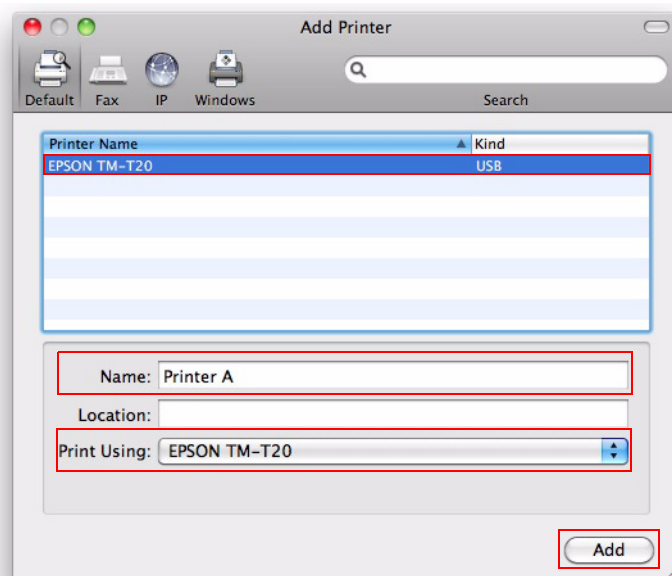 Add Printer
Default Fax IP Windows Search
Printer Name Kind
EPSON TM-T20 USB
Name: Printer A
Location:
Print Using: EPSON TM-T20
Add